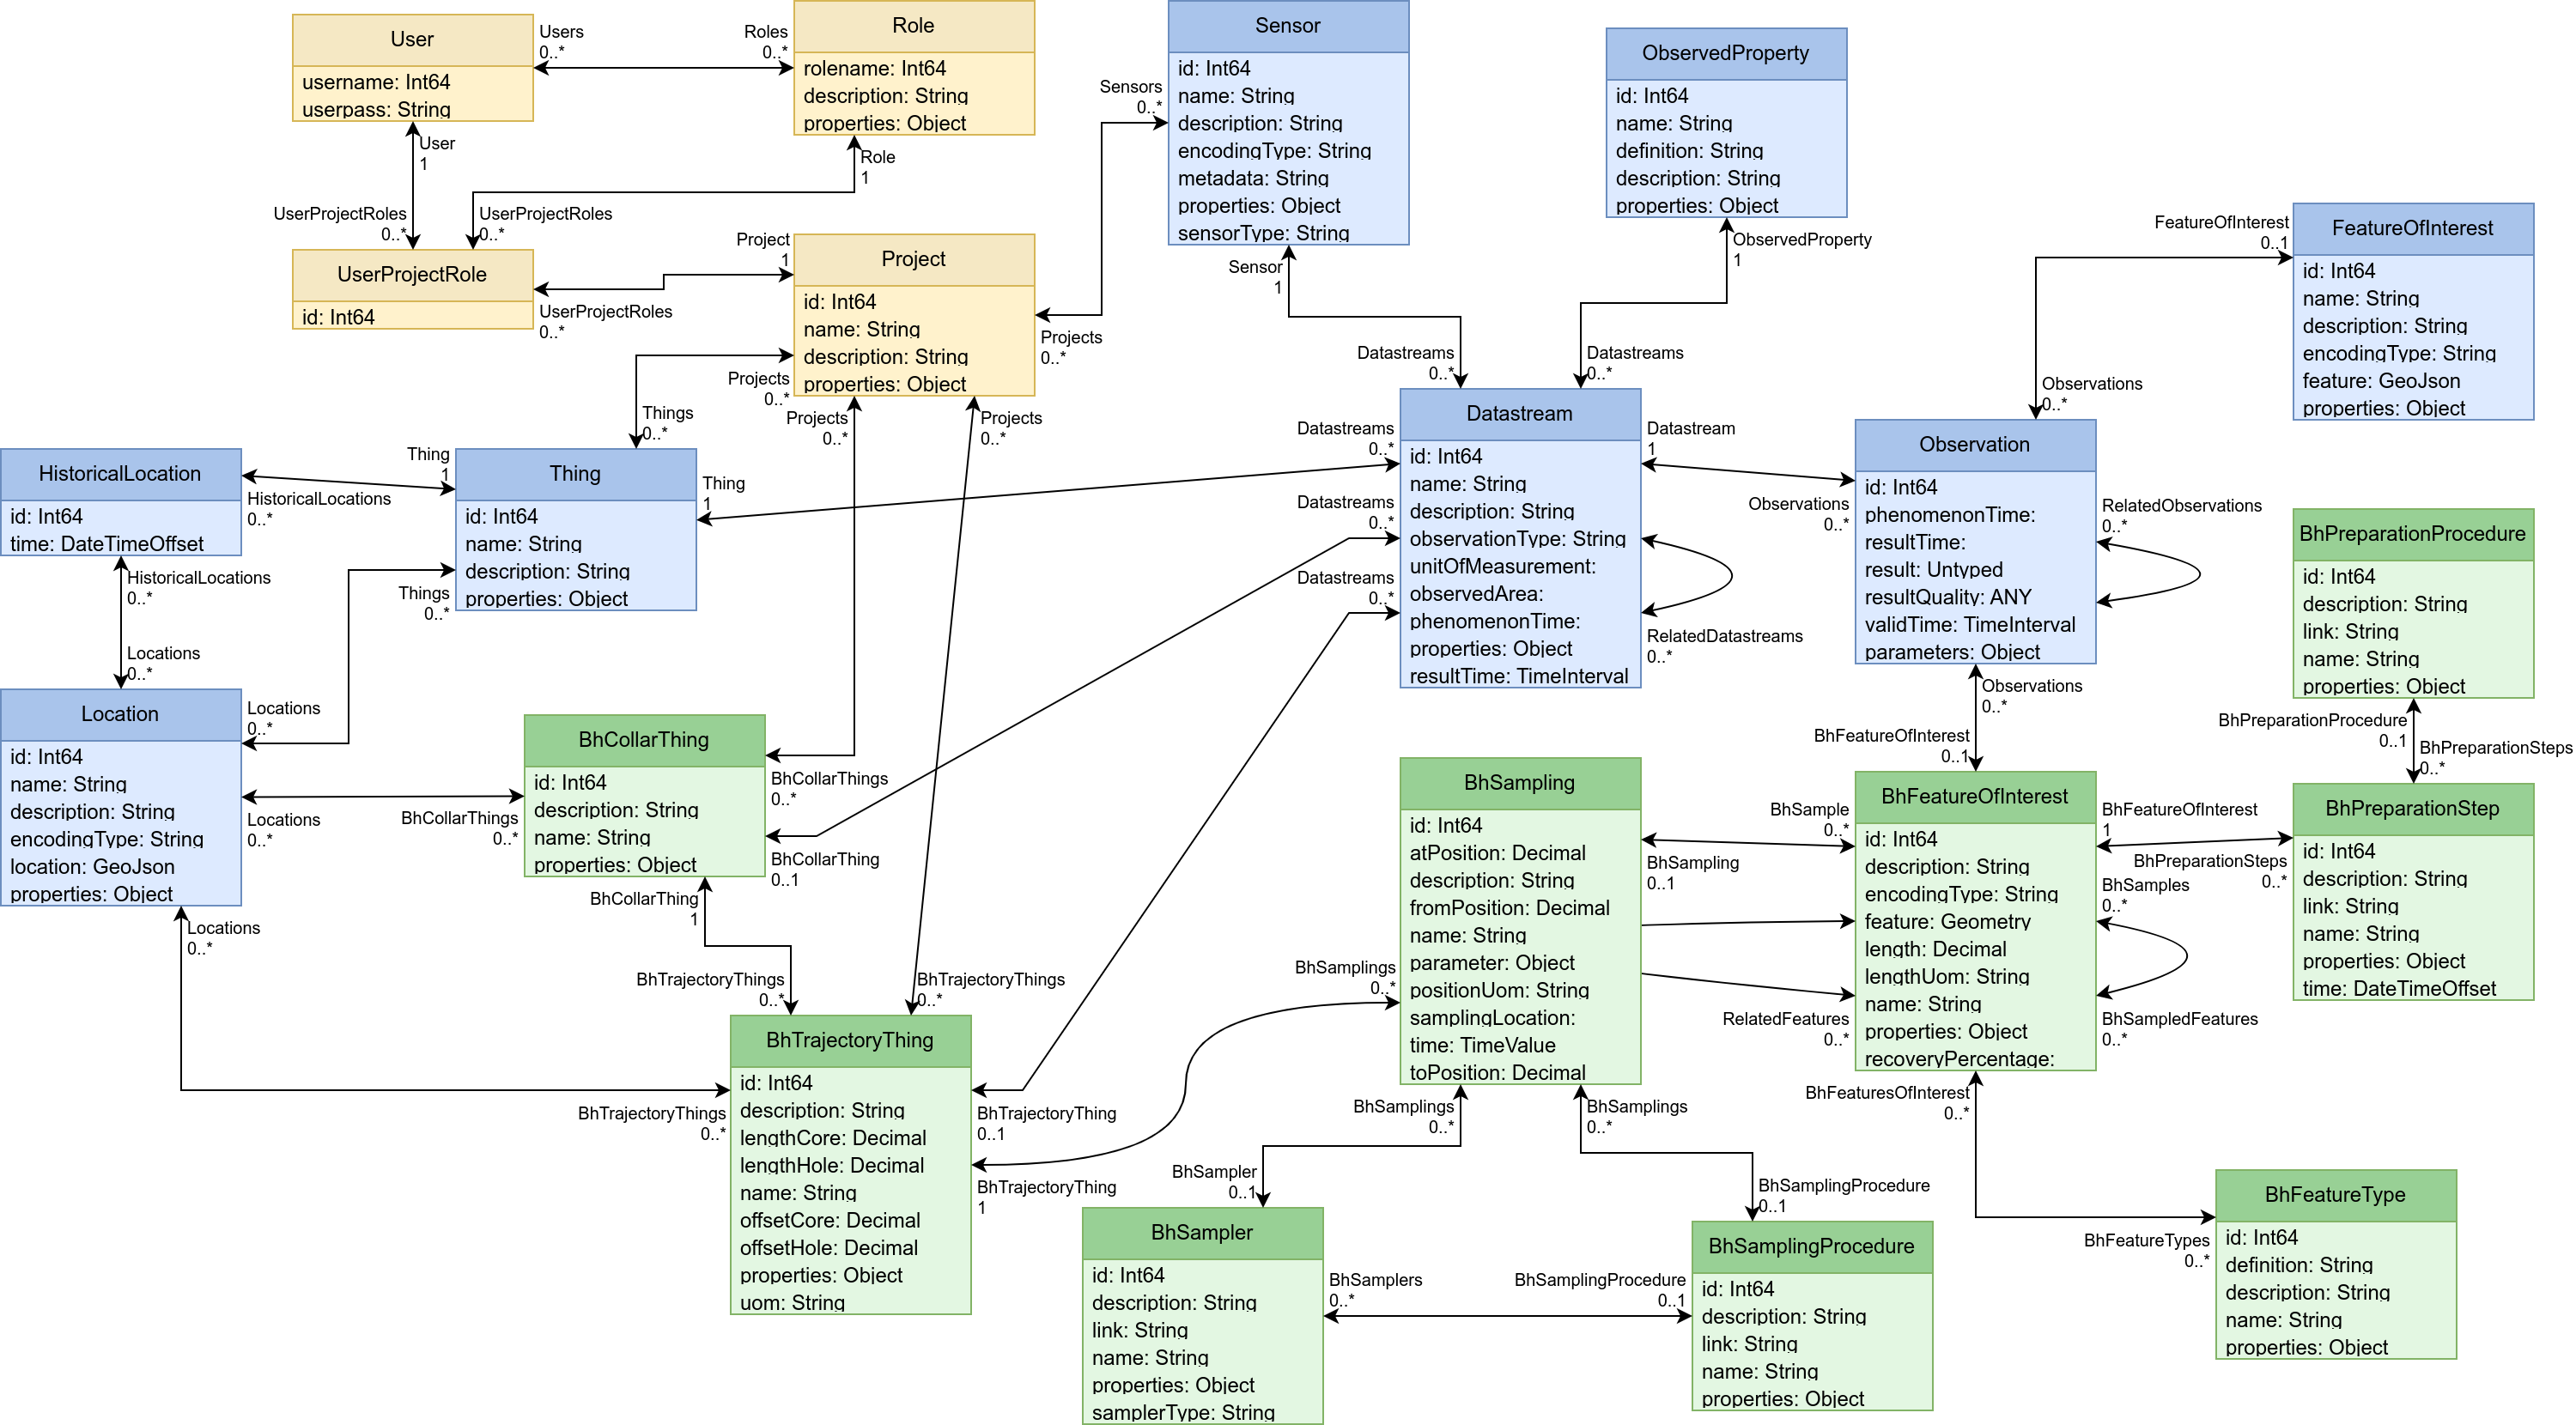 User
username: Int64
userpass: String
Users
0..*
Roles
0..*
Role
rolename: Int64
description: String
properties: Object
User
1
Role
1
UserProjectRoles
0..*
UserProjectRoles
0..*
UserProjectRole
id: Int64
Project
1
UserProjectRoles
0..*
Project
id: Int64
name: String
description: String
properties: Object
Sensors
0..*
Projects
0..*
Sensor
id: Int64
name: String
description: String
encodingType: String
metadata: String
properties: Object
sensorType: String
Sensor
1
Datastreams
0..*
ObservedProperty
id: Int64
name: String
definition: String
description: String
properties: Object
ObservedProperty
1
Datastreams
0..*
FeatureOfInterest
0..1
Observations
0..*
FeatureOfInterest
id: Int64
name: String
description: String
encodingType: String
feature: GeoJson
properties: Object
Projects
0..*
Things
0..*
Projects
0..*
Projects
0..*
HistoricalLocation
id: Int64
time: DateTimeOffset
Thing
1
HistoricalLocations
0..*
Thing
id: Int64
name: String
description: String
properties: Object
Thing
1
Datastreams
0..*
Datastreams
0..*
Datastreams
0..*
Datastream
id: Int64
name: String
description: String
observationType: String
unitOfMeasurement:
observedArea:
phenomenonTime:
properties: Object
resultTime: TimeInterval
Datastream
1
Observations
0..*
RelatedDatastreams
0..*
Observation
id: Int64
phenomenonTime:
resultTime:
result: Untyped
resultQuality: ANY
validTime: TimeInterval
parameters: Object
RelatedObservations
0..*
BhPreparationProcedure
id: Int64
description: String
link: String
name: String
properties: Object
HistoricalLocations
0..*
Locations
0..*
Things
0..*
Locations
0..*
Location
id: Int64
name: String
description: String
encodingType: String
location: GeoJson
properties: Object
Locations
0..*
BhCollarThings
0..*
Locations
0..*
BhCollarThing
id: Int64
description: String
name: String
properties: Object
BhCollarThings
0..*
BhCollarThing
0..1
BhCollarThing
1
BhTrajectoryThings
0..*
BhTrajectoryThings
0..*
BhTrajectoryThings
0..*
BhTrajectoryThing
id: Int64
description: String
lengthCore: Decimal
lengthHole: Decimal
name: String
offsetCore: Decimal
offsetHole: Decimal
properties: Object
uom: String
BhTrajectoryThing
0..1
BhTrajectoryThing
1
BhSamplings
0..*
BhSampling
id: Int64
atPosition: Decimal
description: String
fromPosition: Decimal
name: String
parameter: Object
positionUom: String
samplingLocation:
time: TimeValue
toPosition: Decimal
Observations
0..*
BhFeatureOfInterest
0..1
BhSample
0..*
BhSampling
0..1
RelatedFeatures
0..*
BhFeatureOfInterest
id: Int64
description: String
encodingType: String
feature: Geometry
length: Decimal
lengthUom: String
name: String
properties: Object
recoveryPercentage:
BhPreparationProcedure
0..1
BhPreparationSteps
0..*
BhFeatureOfInterest
1
BhPreparationSteps
0..*
BhSamples
0..*
BhSampledFeatures
0..*
BhPreparationStep
id: Int64
description: String
link: String
name: String
properties: Object
time: DateTimeOffset
BhSamplings
0..*
BhSampler
0..1
BhSamplings
0..*
BhSamplingProcedure
0..1
BhFeaturesOfInterest
0..*
BhFeatureTypes
0..*
BhSampler
id: Int64
description: String
link: String
name: String
properties: Object
samplerType: String
BhSamplers
0..*
BhSamplingProcedure
0..1
BhSamplingProcedure
id: Int64
description: String
link: String
name: String
properties: Object
BhFeatureType
id: Int64
definition: String
description: String
name: String
properties: Object